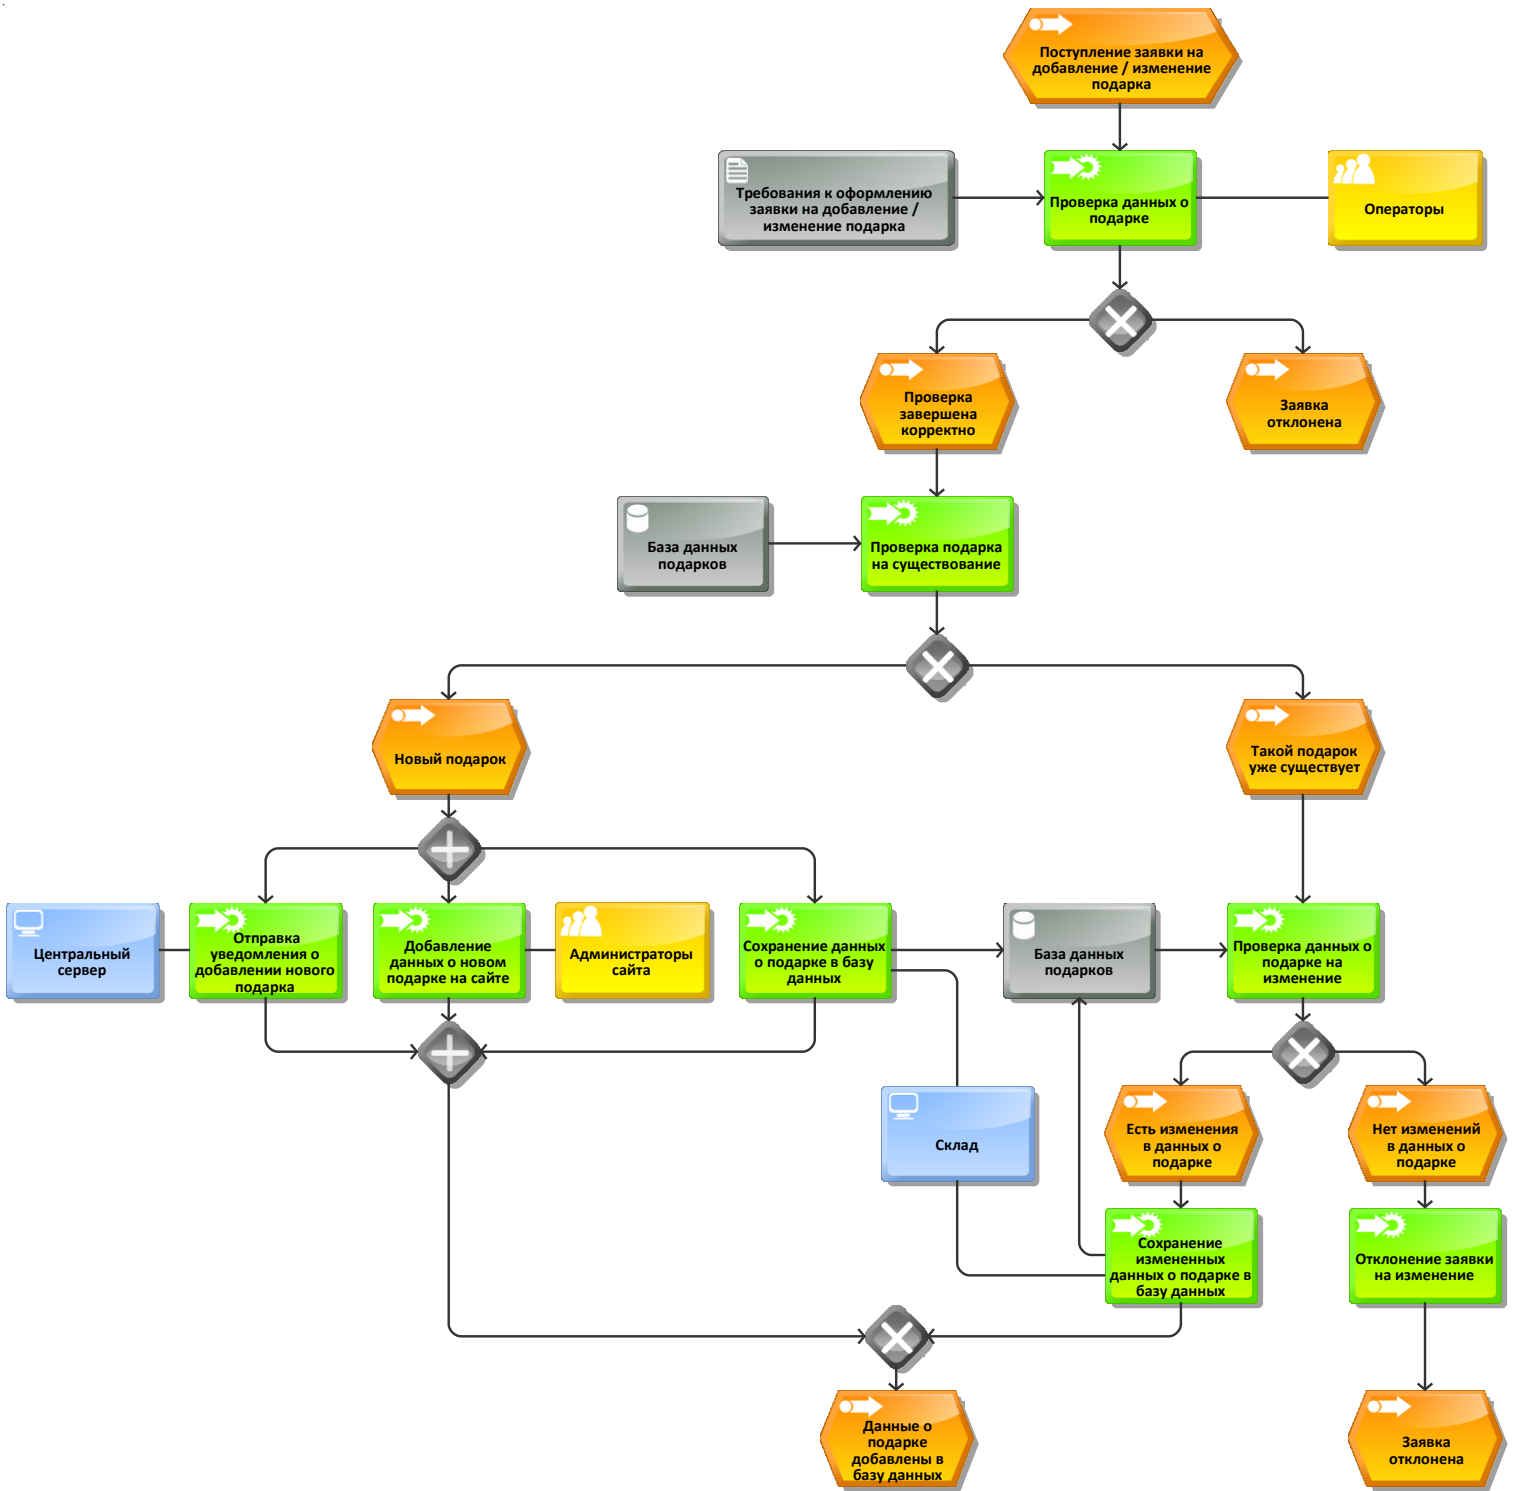 Поступление заявки на
добавление / изменение
подарка
Требования к оформлению
заявки на добавление /
изменение подарка
Проверка данных о
подарке
Операторы
Проверка
завершена
корректно
Заявка
отклонена
База данных
подарков
Проверка подарка
на существование
Новый подарок
Такой подарок
уже существует
Центральный
сервер
Отправка
уведомления о
добавлении нового
подарка
Добавление
данных о новом
подарке на сайте
Администраторы
сайта
Сохранение данных
о подарке в базу
данных
База данных
подарков
Проверка данных о
подарке на
изменение
Склад
Есть изменения
в данных о
подарке
Нет изменений
в данных о
подарке
Сохранение
измененных
данных о подарке в
базу данных
Отклонение заявки
на изменение
Данные о
подарке
добавлены в
базу данных
Заявка
отклонена